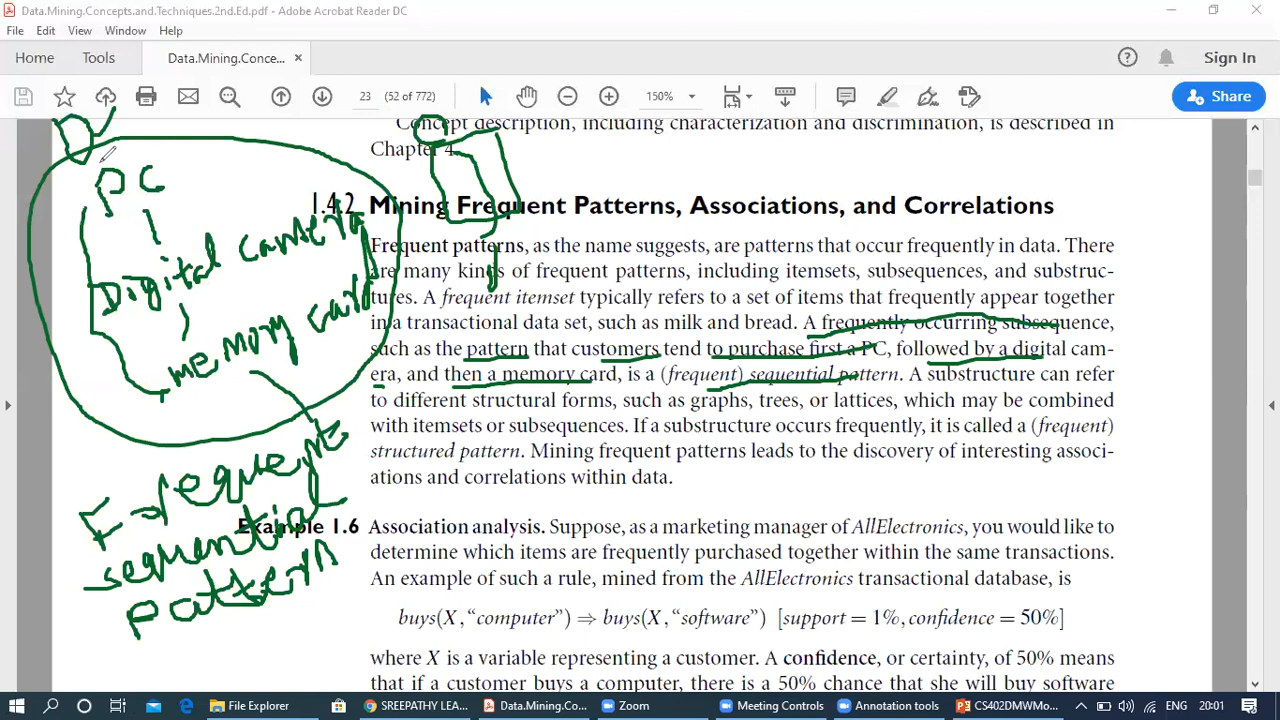 Data.Mining.Concepts.and.Techniques.2nd.Ed.pdf - Adobe Acrobat Reader DC
File Edit View Window Help
Home Tools Data.Mining.Conce... × Sign In
23 (52 of 772) 150% Share
Concept description, including characterization and discrimination, is described in
Chapter 4.
1.4.2 Mining Frequent Patterns, Associations, and Correlations
Frequent patterns, as the name suggests, are patterns that occur frequently in data. There
are many kinds of frequent patterns, including itemsets, subsequences, and substruc-
tures. A frequent itemset typically refers to a set of items that frequently appear together
in a transactional data set, such as milk and bread. A frequently occurring subsequence,
such as the pattern that customers tend to purchase first a PC, followed by a digital cam-
era, and then a memory card, is a (frequent) sequential pattern. A substructure can refer
to different structural forms, such as graphs, trees, or lattices, which may be combined
with itemsets or subsequences. If a substructure occurs frequently, it is called a (frequent)
structured pattern. Mining frequent patterns leads to the discovery of interesting associ-
ations and correlations within data.
Example 1.6 Association analysis. Suppose, as a marketing manager of AllElectronics, you would like to
determine which items are frequently purchased together within the same transactions.
An example of such a rule, mined from the AllElectronics transactional database, is
buys(X, “computer”) ⇒ buys(X, “software”) [support = 1%, confidence = 50%]
where X is a variable representing a customer. A confidence, or certainty, of 50% means
that if a customer buys a computer, there is a 50% chance that she will buy software
PC
Digital camera
memory card
sequential
pattern
File Explorer SREEPATHY LEA... Data.Mining.Co... Zoom Meeting Controls Annotation tools CS402DMWMo... ENG 20:01